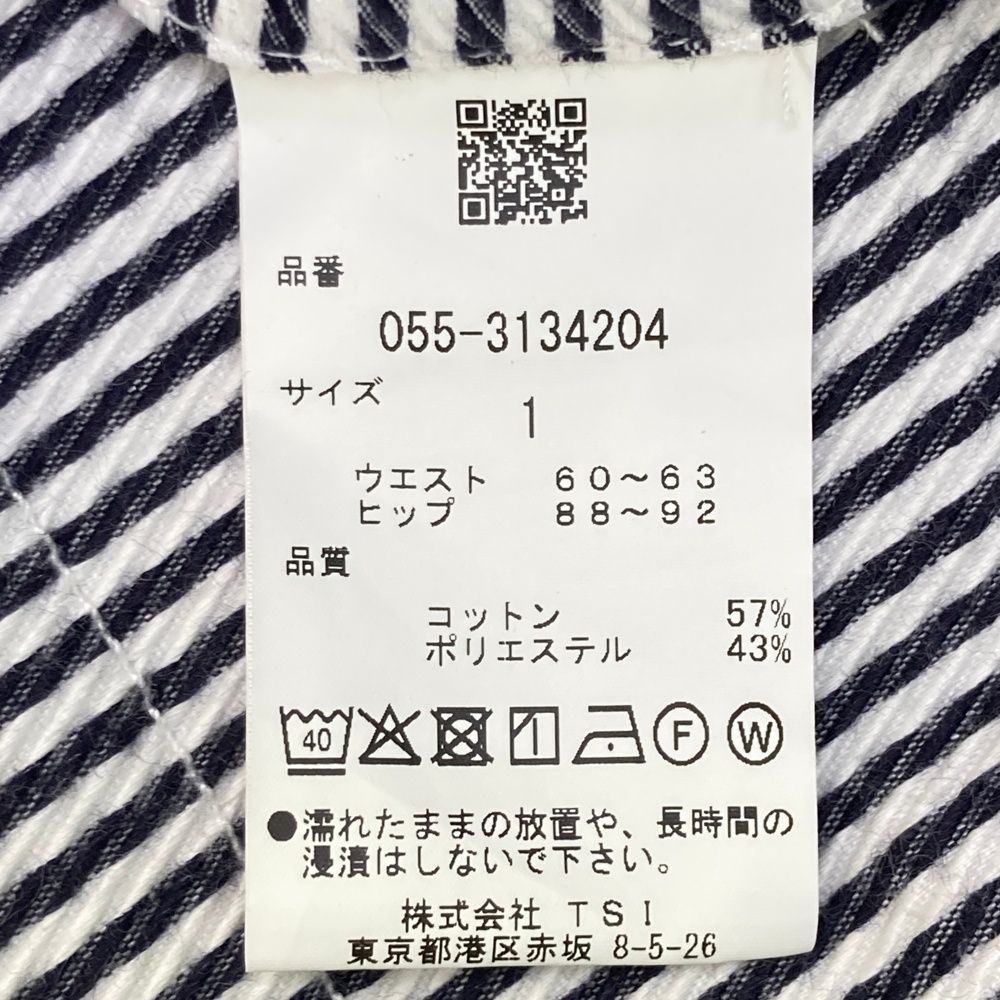 品番
055-3134204
サイズ
1
ウエスト 60～63
ヒップ 88～92
品質
コットン 57%
ポリエステル 43%
40 F W
●濡れたままの放置や、長時間の
浸漬はしないで下さい。
株式会社 TSI
東京都港区赤坂 8-5-26